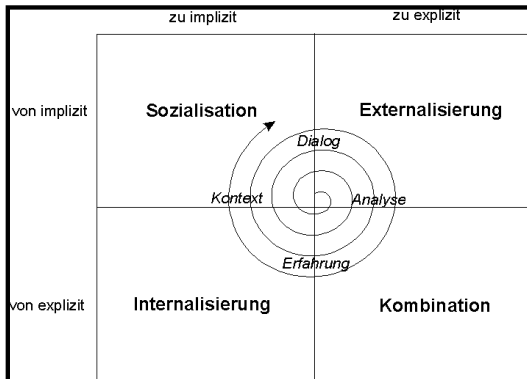 zu implizit
zu explizit
von implizit
Sozialisation
Externalisierung
Dialog
Kontext
Analyse
Erfahrung
von explizit
Internalisierung
Kombination